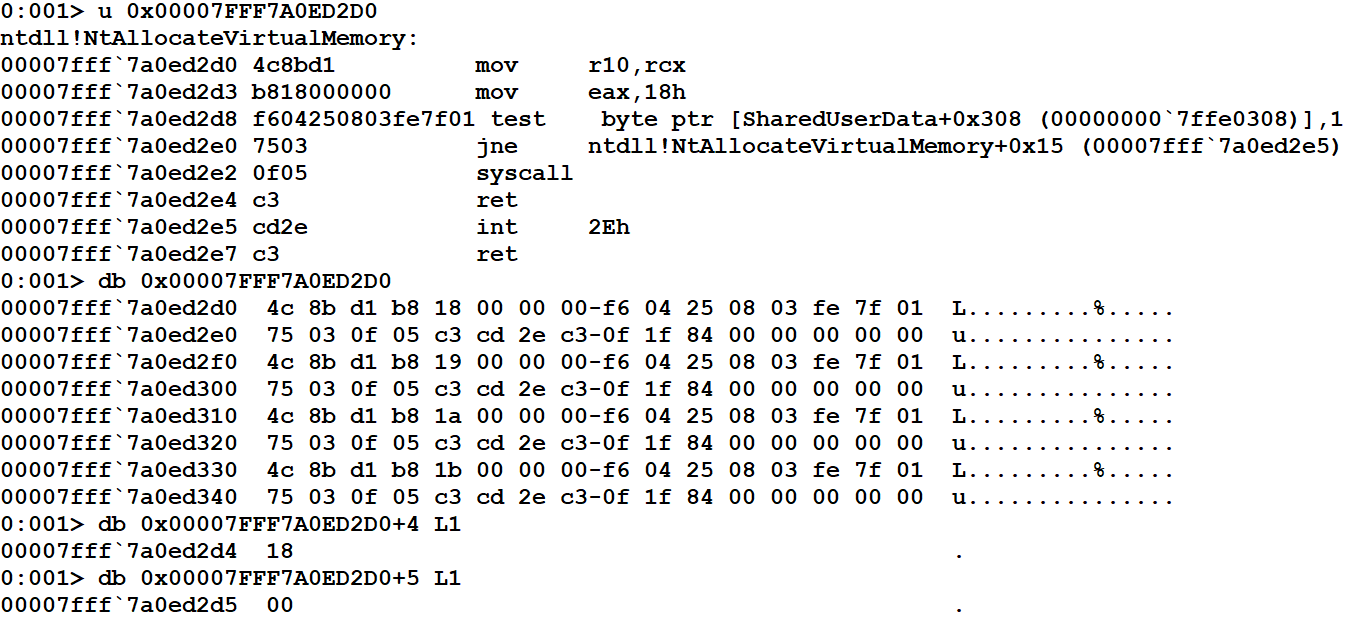 0:001> u 0x00007FFF7A0ED2D0
ntdll!NtAllocateVirtualMemory:
00007fff`7a0ed2d0 4c8bd1          mov     r10,rcx
00007fff`7a0ed2d3 b818000000      mov     eax,18h
00007fff`7a0ed2d8 f604250803fe7f01 test    byte ptr [SharedUserData+0x308 (00000000`7ffe0308)],1
00007fff`7a0ed2e0 7503            jne     ntdll!NtAllocateVirtualMemory+0x15 (00007fff`7a0ed2e5)
00007fff`7a0ed2e2 0f05            syscall
00007fff`7a0ed2e4 c3              ret
00007fff`7a0ed2e5 cd2e            int     2Eh
00007fff`7a0ed2e7 c3              ret
0:001> db 0x00007FFF7A0ED2D0
00007fff`7a0ed2d0  4c 8b d1 b8 18 00 00 00-f6 04 25 08 03 fe 7f 01  L.........%.....
00007fff`7a0ed2e0  75 03 0f 05 c3 cd 2e c3-0f 1f 84 00 00 00 00 00  u...............
00007fff`7a0ed2f0  4c 8b d1 b8 19 00 00 00-f6 04 25 08 03 fe 7f 01  L.........%.....
00007fff`7a0ed300  75 03 0f 05 c3 cd 2e c3-0f 1f 84 00 00 00 00 00  u...............
00007fff`7a0ed310  4c 8b d1 b8 1a 00 00 00-f6 04 25 08 03 fe 7f 01  L.........%.....
00007fff`7a0ed320  75 03 0f 05 c3 cd 2e c3-0f 1f 84 00 00 00 00 00  u...............
00007fff`7a0ed330  4c 8b d1 b8 1b 00 00 00-f6 04 25 08 03 fe 7f 01  L.........%.....
00007fff`7a0ed340  75 03 0f 05 c3 cd 2e c3-0f 1f 84 00 00 00 00 00  u...............
0:001> db 0x00007FFF7A0ED2D0+4 L1
00007fff`7a0ed2d4  18                                               .
0:001> db 0x00007FFF7A0ED2D0+5 L1
00007fff`7a0ed2d5  00                                               .